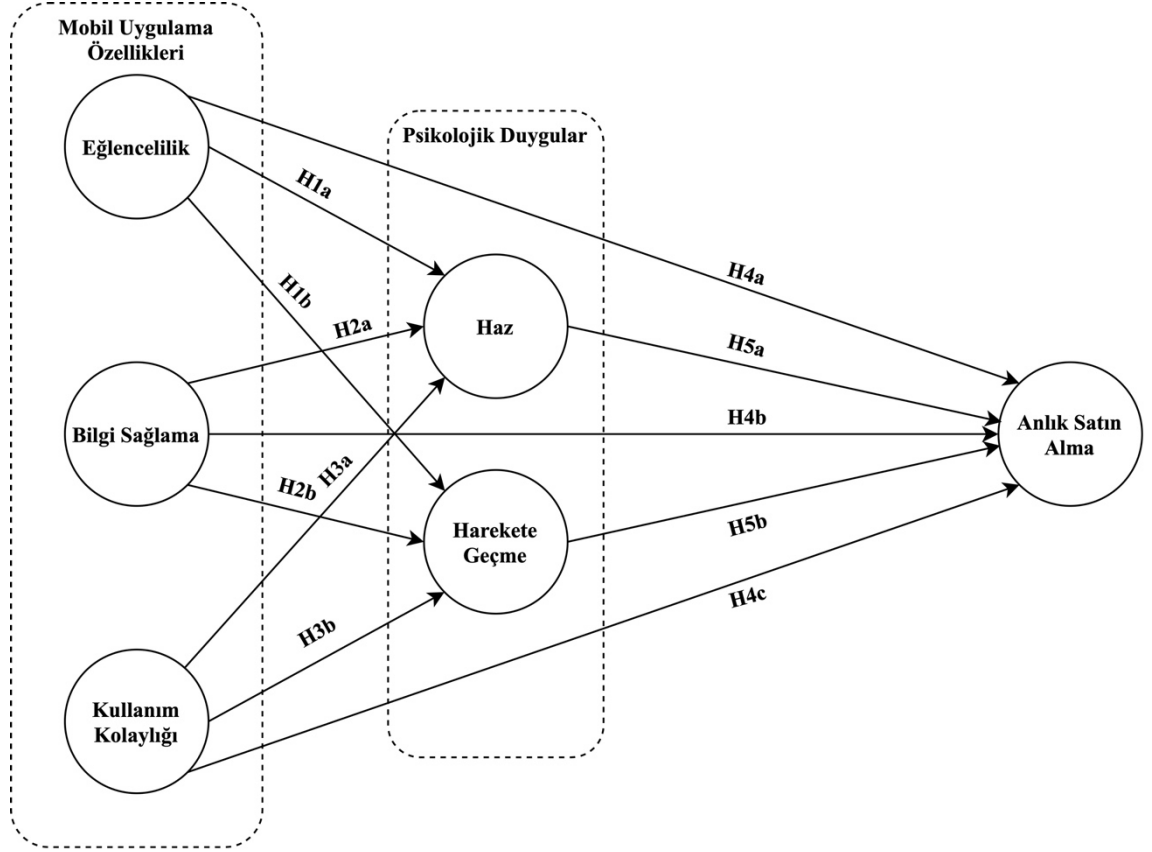 Mobil Uygulama
Özellikleri
Eğlencelilik
Psikolojik Duygular
H1a
H4a
H1b
Haz
H2a
H5a
Bilgi Sağlama
H4b
Anlık Satın
Alma
H3a
H2b
Harekete
Geçme
H5b
H4c
H3b
Kullanım
Kolaylığı